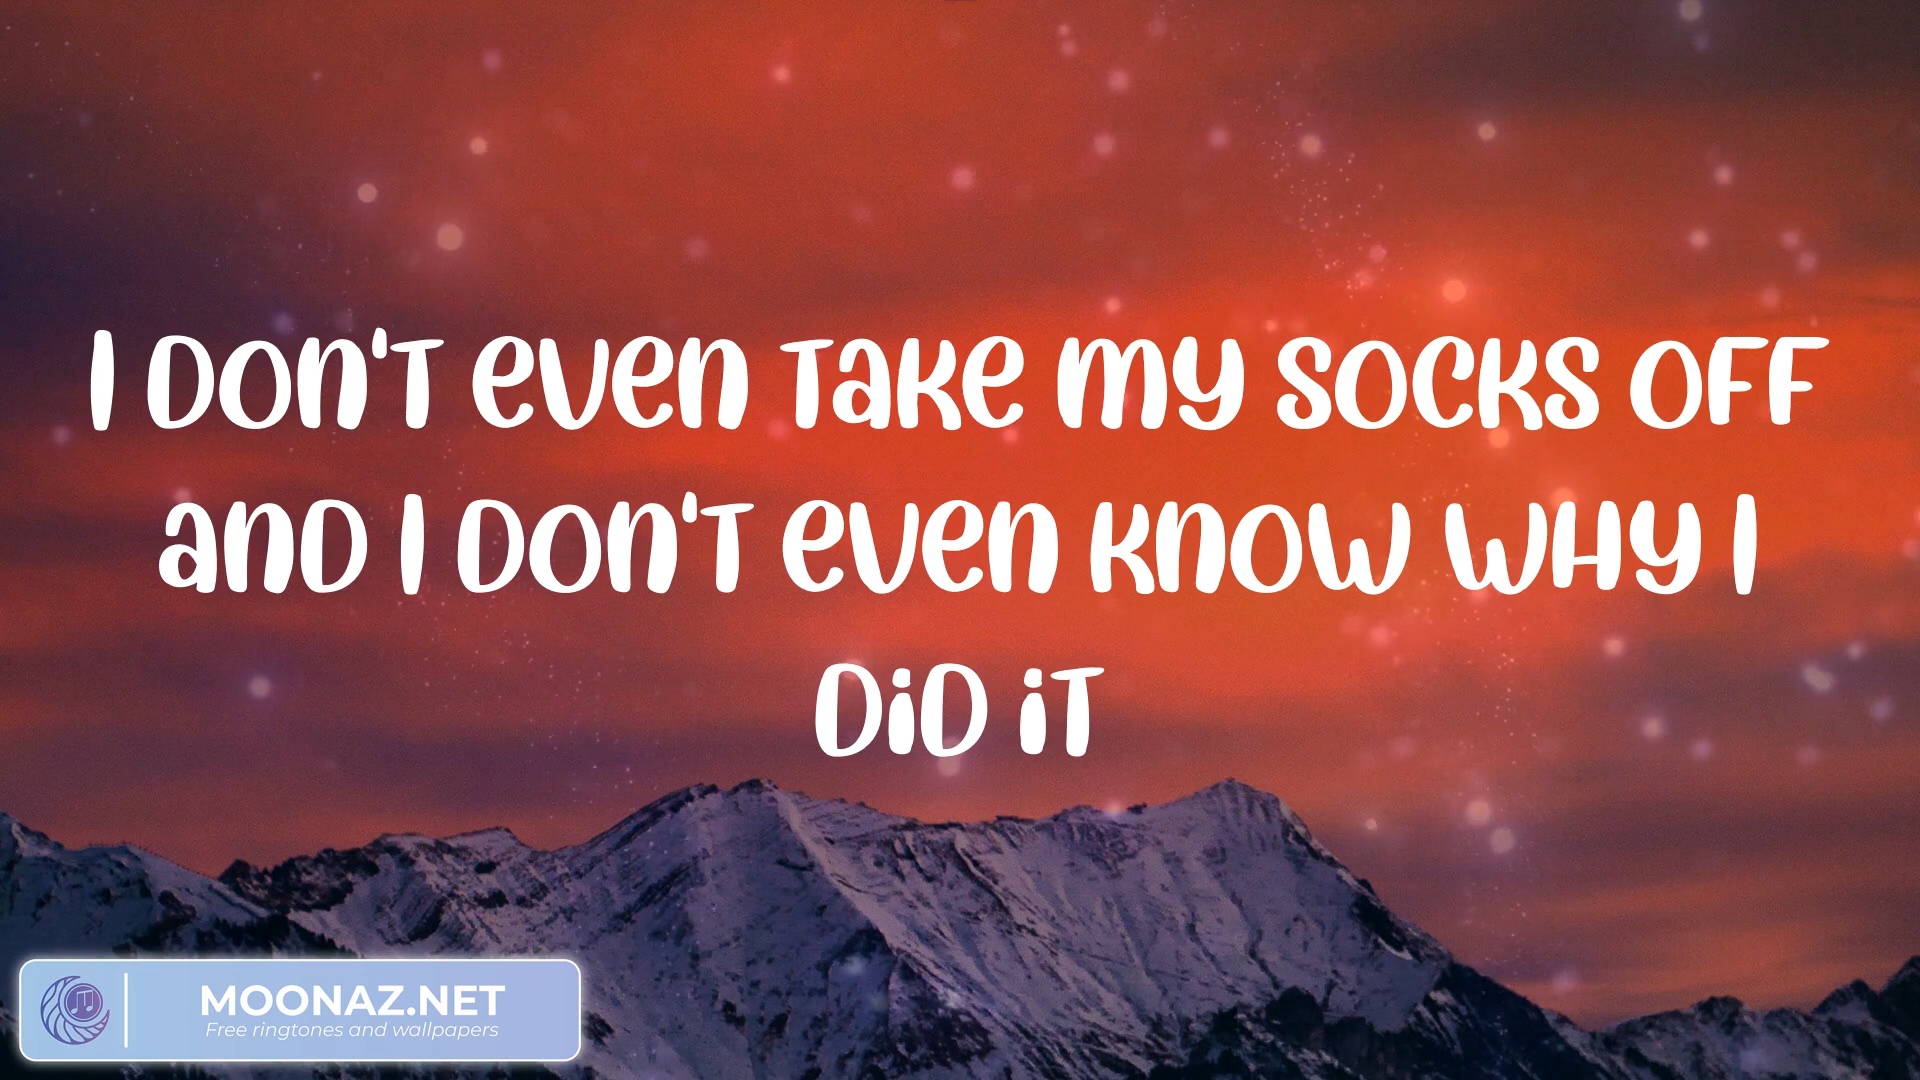 I DON'T EVEN TAKE MY SOCKS OFF
AND I DON'T EVEN KNOW WHY I
DID IT
MOONAZ.NET
Free ringtones and wallpapers